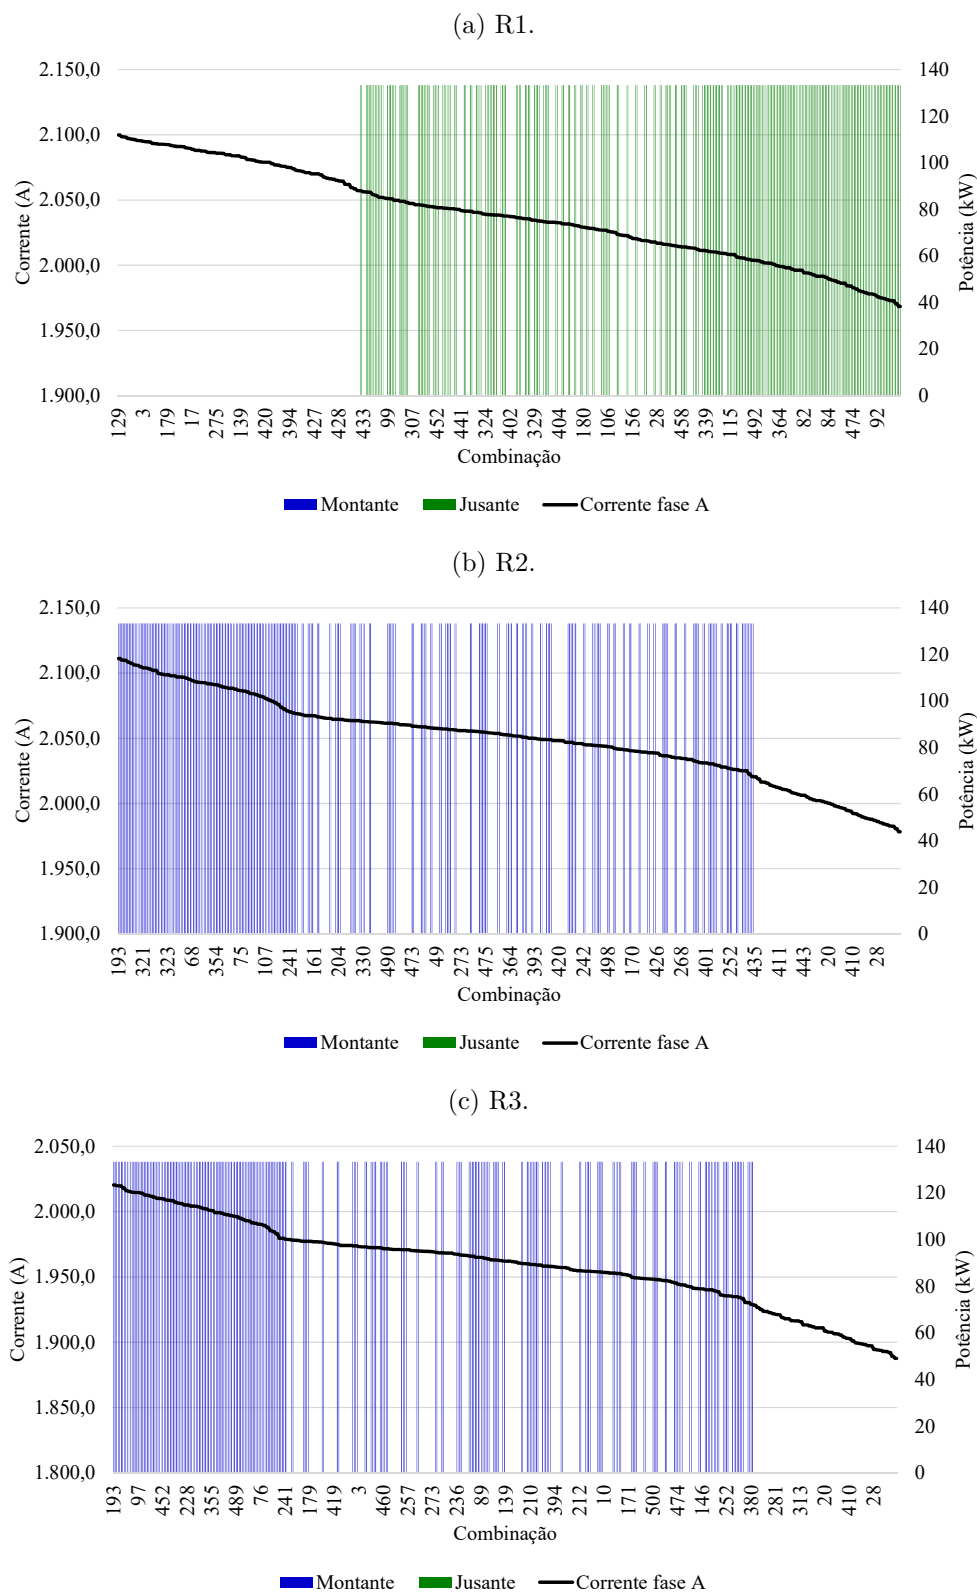 (a) R1.
2.150,0
2.100,0
2.050,0
2.000,0
1.950,0
1.900,0
Corrente (A)
140
120
100
80
60
40
20
0
Potência (kW)
129 3 179 17 275 139 420 394 427 428 433 99 307 452 441 324 402 329 404 180 106 156 28 458 339 115 492 364 82 84 474 92
Combinação
Montante Jusante Corrente fase A
(b) R2.
2.150,0
2.100,0
2.050,0
2.000,0
1.950,0
1.900,0
Corrente (A)
140
120
100
80
60
40
20
0
Potência (kW)
193 321 323 68 354 75 107 241 161 204 330 490 473 49 273 475 364 393 420 242 498 170 426 268 401 252 435 411 443 20 410 28
Combinação
Montante Jusante Corrente fase A
(c) R3.
2.050,0
2.000,0
1.950,0
1.900,0
1.850,0
1.800,0
Corrente (A)
140
120
100
80
60
40
20
0
Potência (kW)
193 97 452 228 355 489 76 241 179 419 3 460 257 273 236 89 139 210 394 212 10 171 500 474 146 252 380 281 313 20 410 28
Combinação
Montante Jusante Corrente fase A